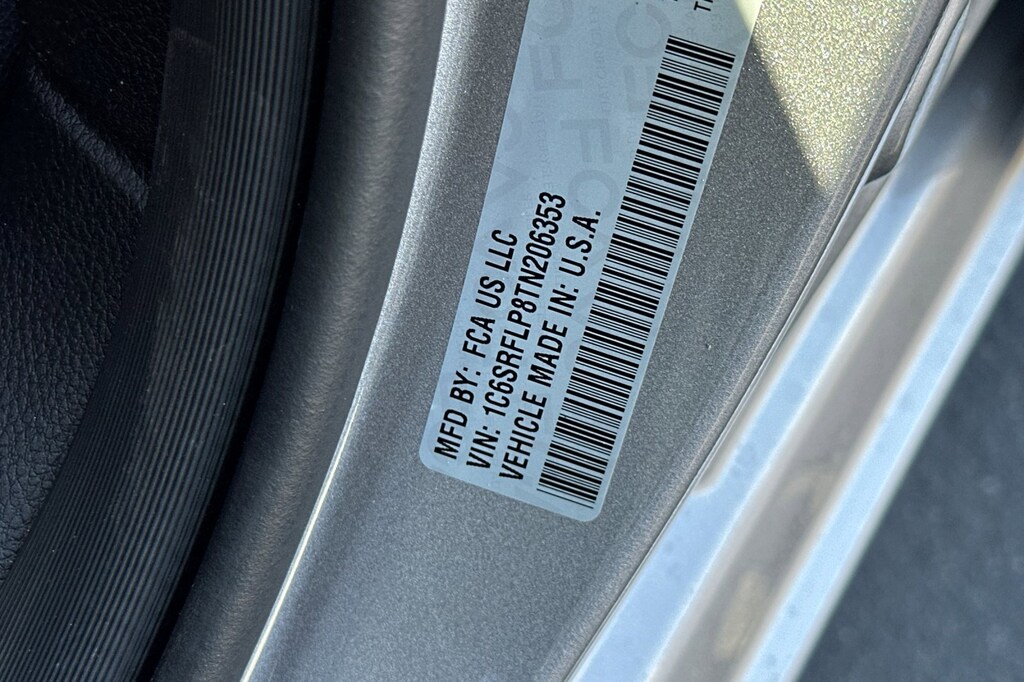 MFD BY: FCA US LLC
VIN: 1C6SRFLP8TN206353
VEHICLE MADE IN: U.S.A.